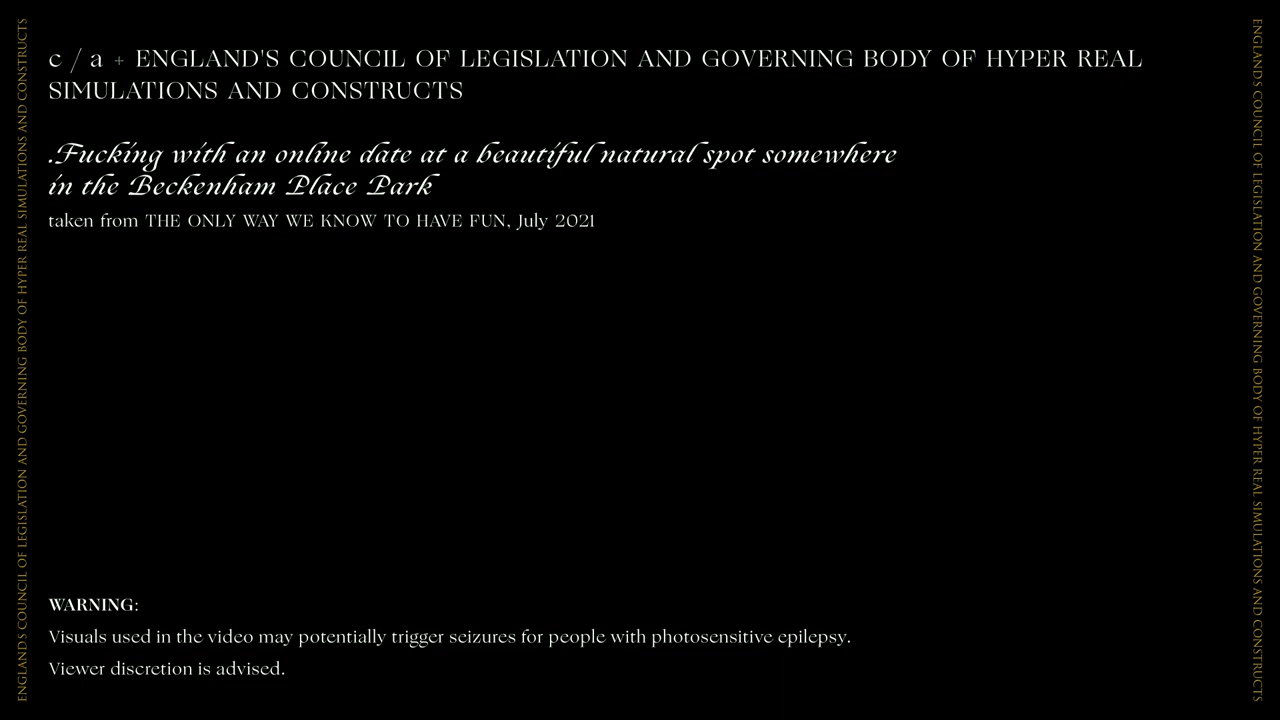 c / a + ENGLAND'S COUNCIL OF LEGISLATION AND GOVERNING BODY OF HYPER REAL
SIMULATIONS AND CONSTRUCTS
.Fucking with an online date at a beautiful natural spot somewhere
in the Beckenham Place Park
taken from THE ONLY WAY WE KNOW TO HAVE FUN, July 2021
WARNING:
Visuals used in the video may potentially trigger seizures for people with photosensitive epilepsy.
Viewer discretion is advised.
ENGLANDS COUNCIL OF LEGISLATION AND GOVERNING BODY OF HYPER REAL SIMULATIONS AND CONSTRUCTS
ENGLANDS COUNCIL OF LEGISLATION AND GOVERNING BODY OF HYPER REAL SIMULATIONS AND CONSTRUCTS